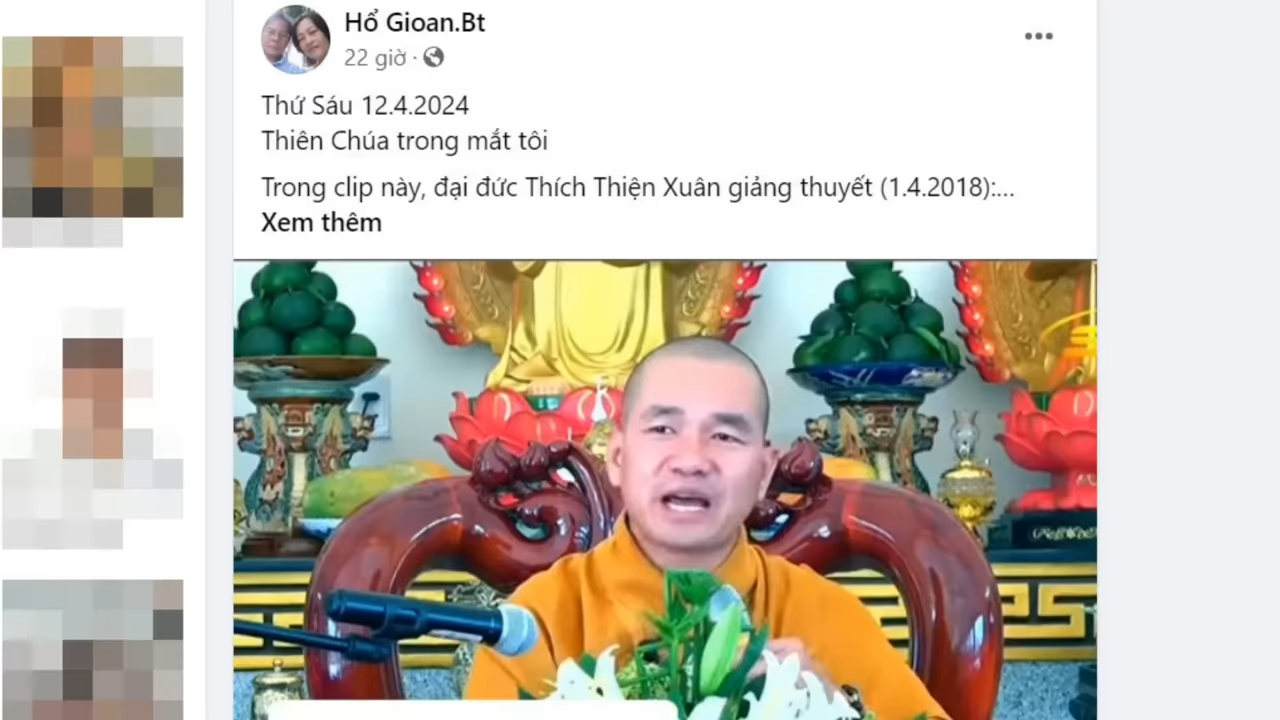 Hổ Gioan.Bt
22 giờ ·
Thứ Sáu 12.4.2024
Thiên Chúa trong mắt tôi
Trong clip này, đại đức Thích Thiện Xuân giảng thuyết (1.4.2018):...
Xem thêm